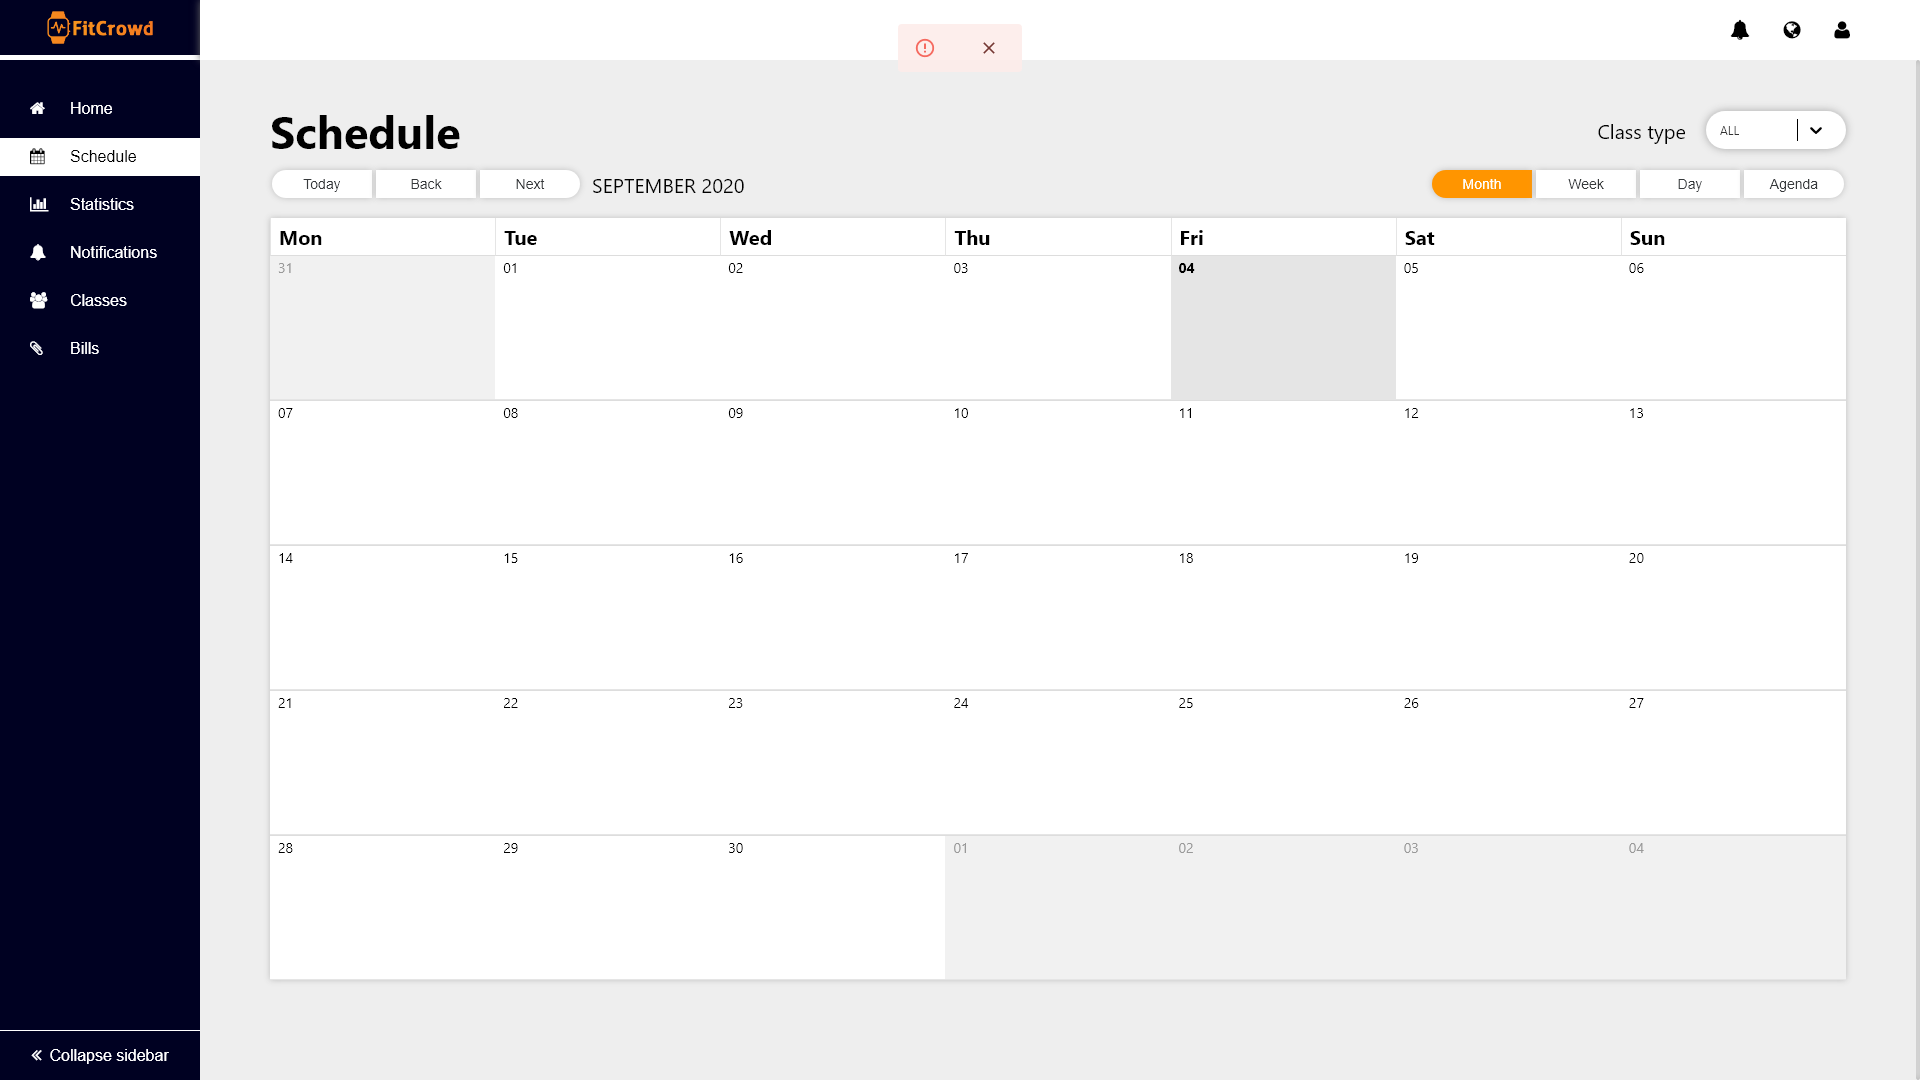 FitCrowd
Home
Schedule
Statistics
Notifications
Classes
Bills
Collapse sidebar
Schedule
Class type
ALL
Today Back Next SEPTEMBER 2020
Month Week Day Agenda
Mon Tue Wed Thu Fri Sat Sun
31 01 02 03 04 05 06
07 08 09 10 11 12 13
14 15 16 17 18 19 20
21 22 23 24 25 26 27
28 29 30 01 02 03 04